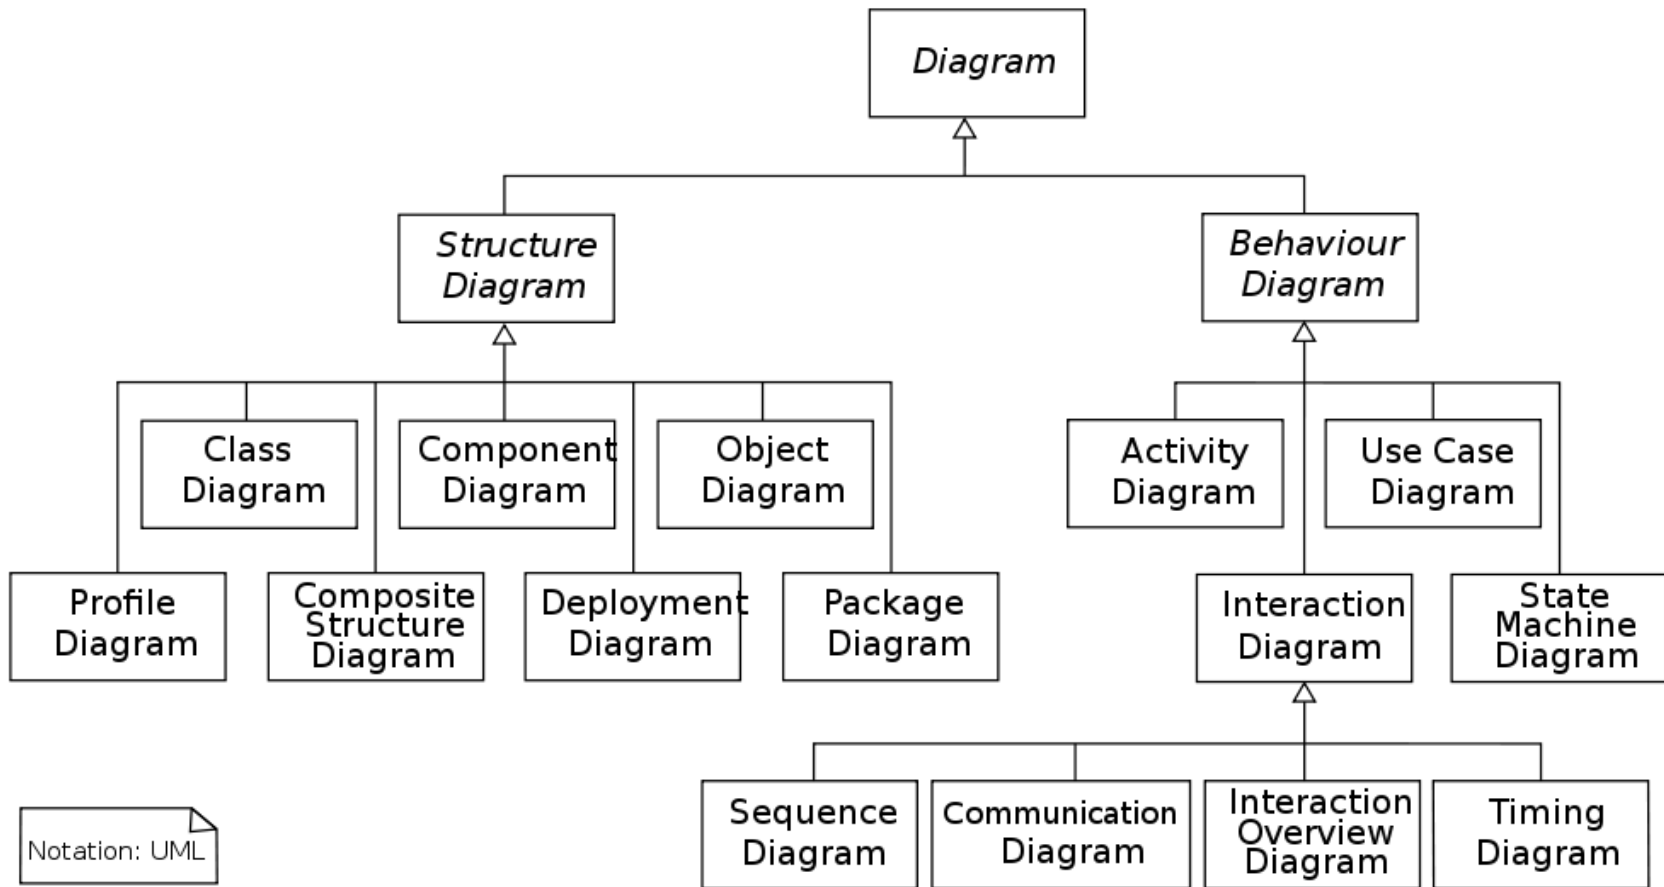 Diagram
Structure
Diagram
Behaviour
Diagram
Class
Diagram
Component
Diagram
Object
Diagram
Activity
Diagram
Use Case
Diagram
Profile
Diagram
Composite
Structure
Diagram
Deployment
Diagram
Package
Diagram
Interaction
Diagram
State
Machine
Diagram
Sequence
Diagram
Communication
Diagram
Interaction
Overview
Diagram
Timing
Diagram
Notation: UML